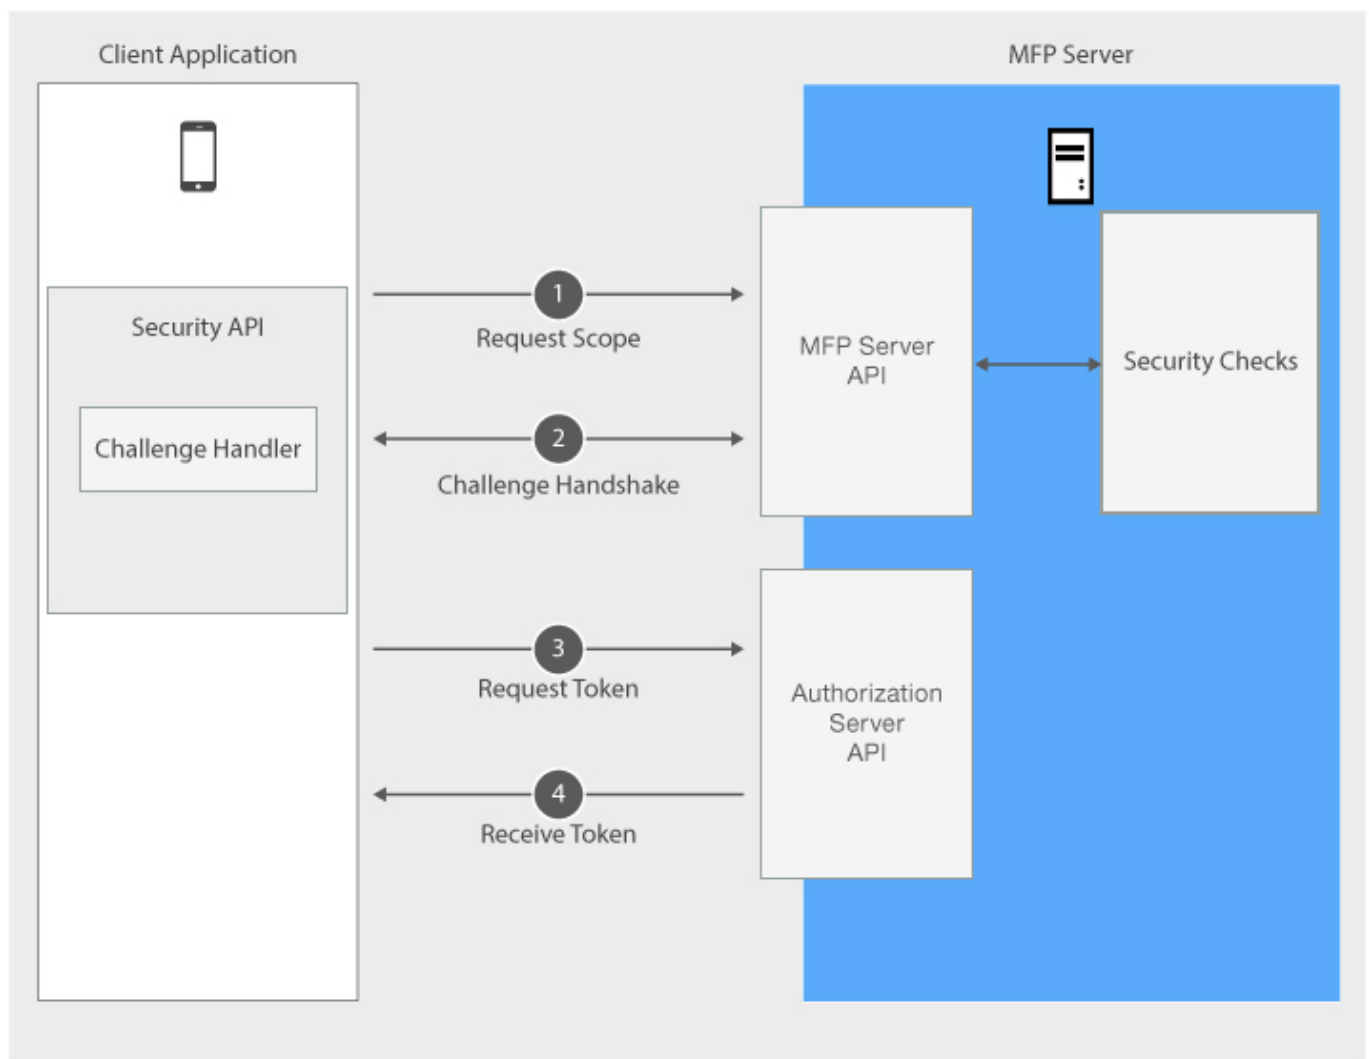 Client Application
MFP Server
Security API
Challenge Handler
1
Request Scope
2
Challenge Handshake
3
Request Token
4
Receive Token
MFP Server
API
Security Checks
Authorization
Server
API